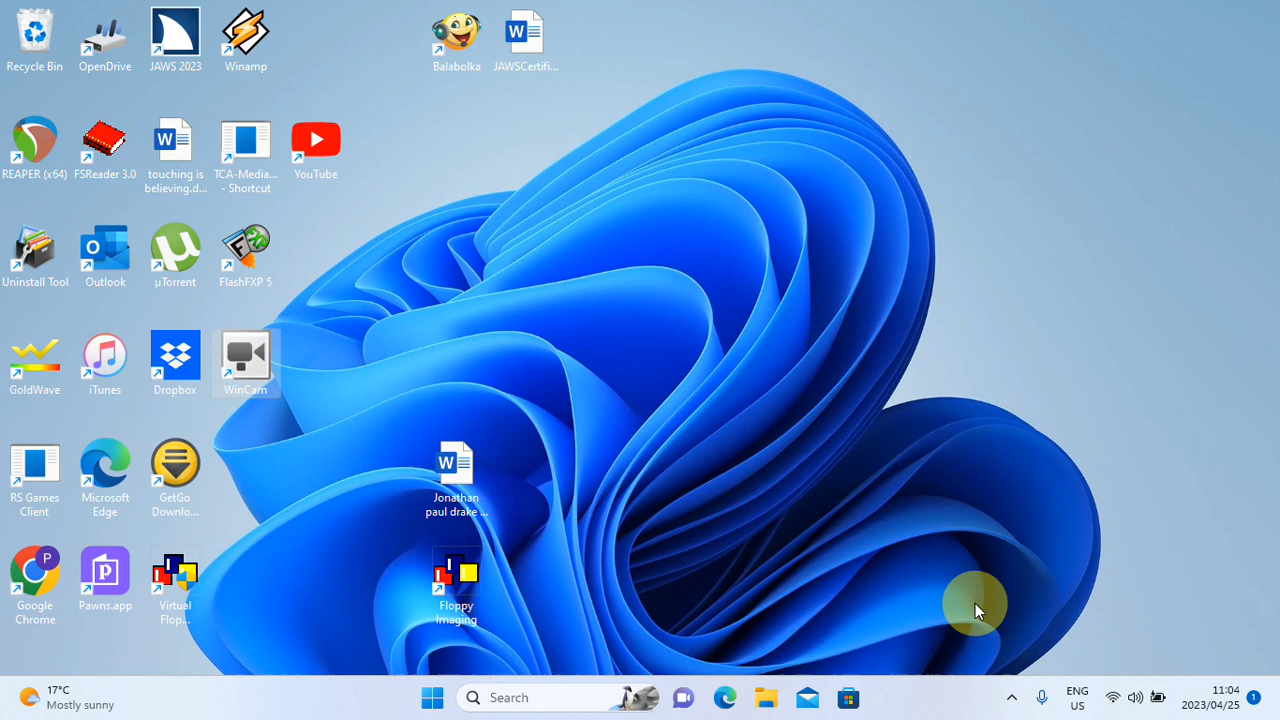 Recycle Bin
OpenDrive
JAWS 2023
Winamp
Balabolka
JAWSCertifi...
REAPER (x64)
FSReader 3.0
touching is
believing.d...
TCA-Media...
- Shortcut
YouTube
Uninstall Tool
Outlook
µTorrent
FlashFXP 5
GoldWave
iTunes
Dropbox
WinCam
RS Games
Client
Microsoft
Edge
GetGo
Downlo...
Jonathan
paul drake ...
Google
Chrome
Pawns.app
Virtual
Flop...
Floppy
Imaging
17°C
Mostly sunny
Search
ENG
US
11:04
2023/04/25
1